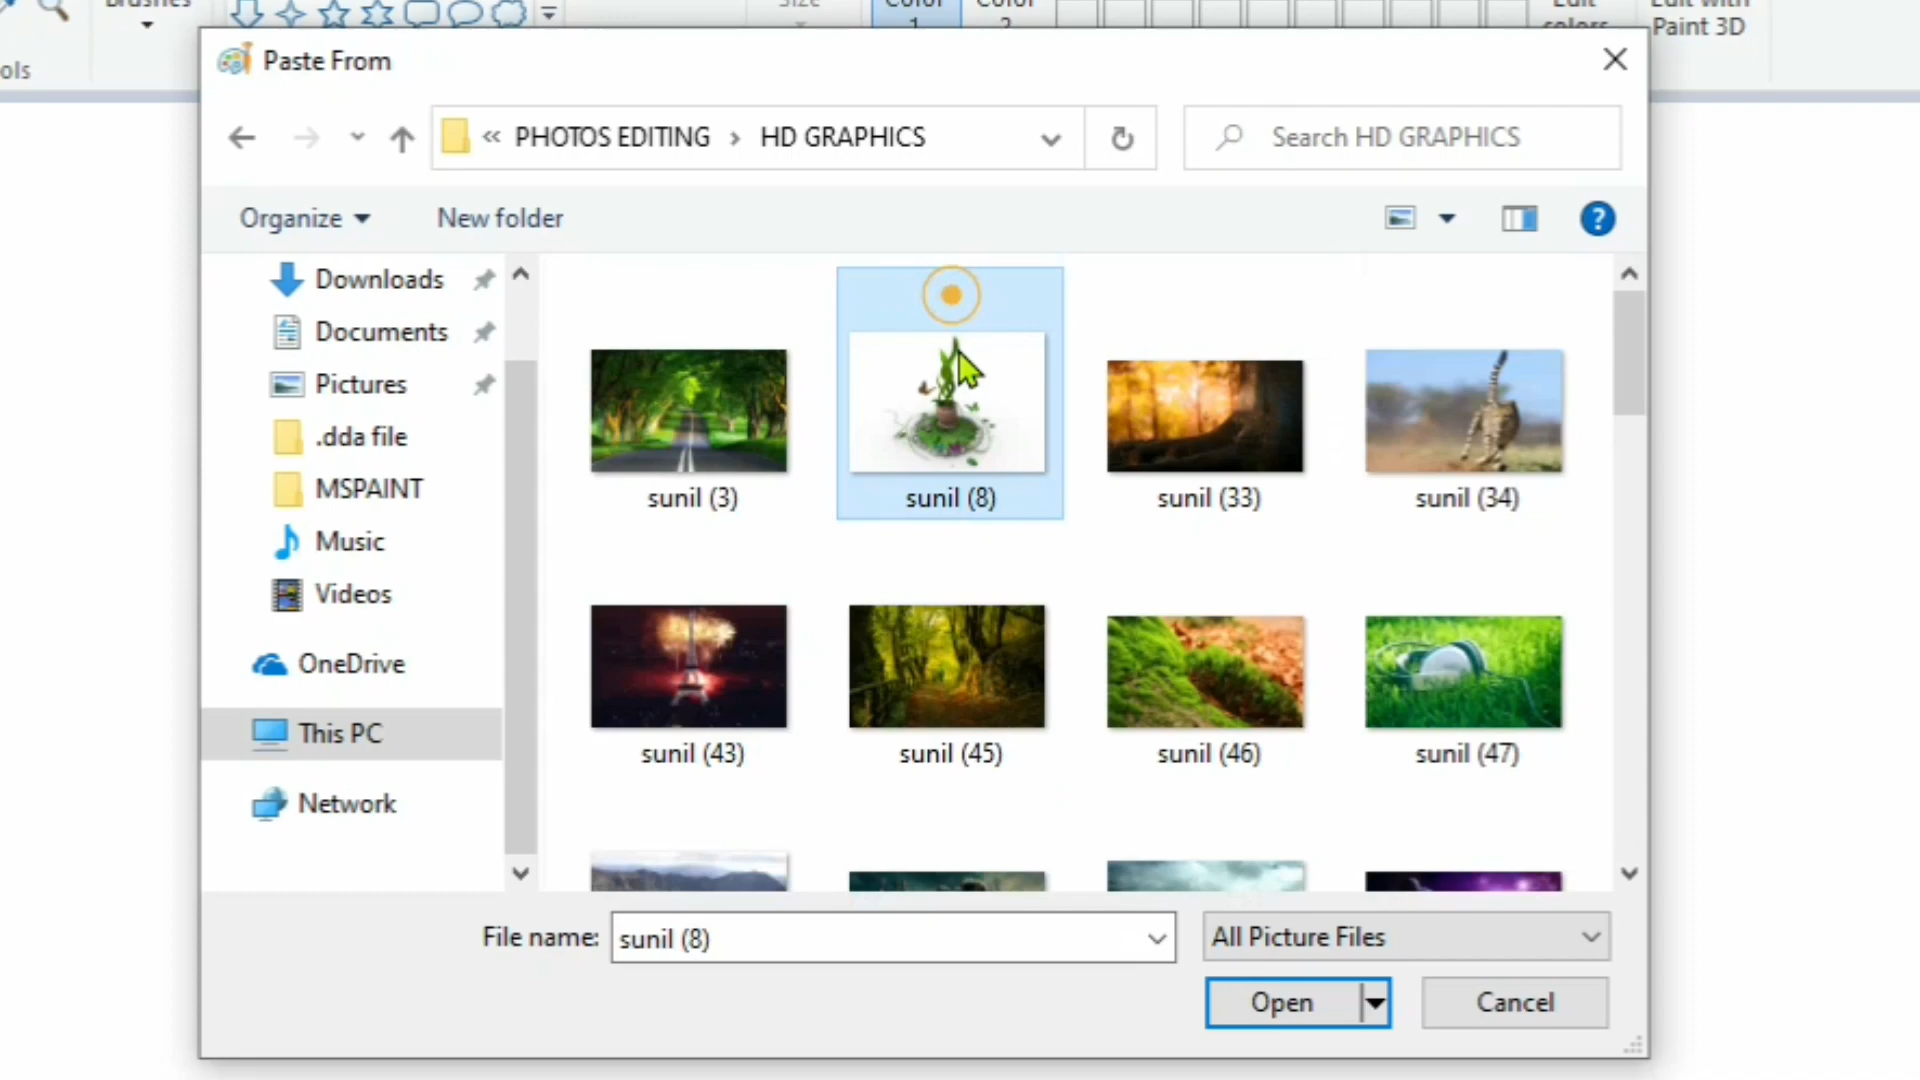 Brushes
Size
Color
Color
Edit
Edit with
1
2
colors
Paint 3D
ols
Paste From
« PHOTOS EDITING › HD GRAPHICS
Search HD GRAPHICS
Organize
New folder
?
Downloads
Documents
Pictures
.dda file
MSPAINT
Music
Videos
OneDrive
This PC
Network
sunil (3)
sunil (8)
sunil (33)
sunil (34)
sunil (43)
sunil (45)
sunil (46)
sunil (47)
File name:
sunil (8)
All Picture Files
Open
Cancel